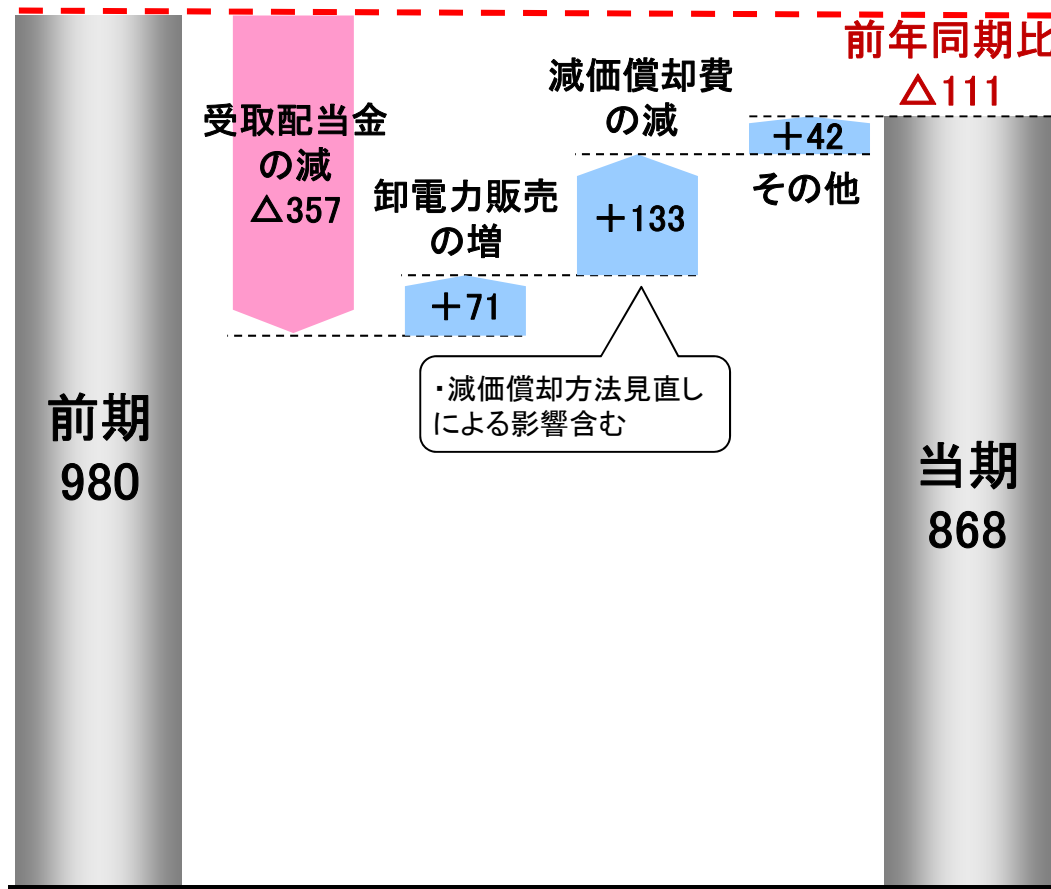 前期
980
受取配当金
の減
△357
卸電力販売
の増
＋71
減価償却費
の減
＋133
・減価償却方法見直し
による影響含む
＋42
その他
前年同期比
△111
当期
868